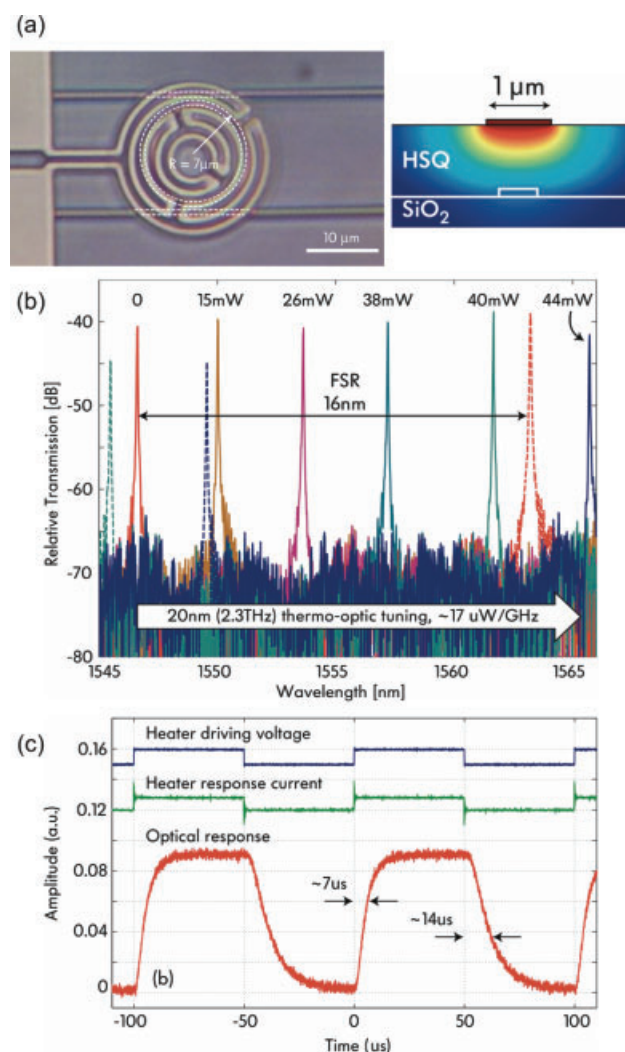 (a)
R = 7μm
10 μm
1 μm
HSQ
SiO₂
(b)
0 15mW 26mW 38mW 40mW 44mW
-40
-50
-60
-70
-80
Relative Transmission [dB]
FSR
16nm
20nm (2.3THz) thermo-optic tuning, ~17 uW/GHz
1545 1550 1555 1560 1565
Wavelength [nm]
(c)
Heater driving voltage
0.16
Heater response current
0.12
Optical response
0.08
0.04
0
Amplitude (a.u.)
~7us
~14us
(b)
-100 -50 0 50 100
Time (us)